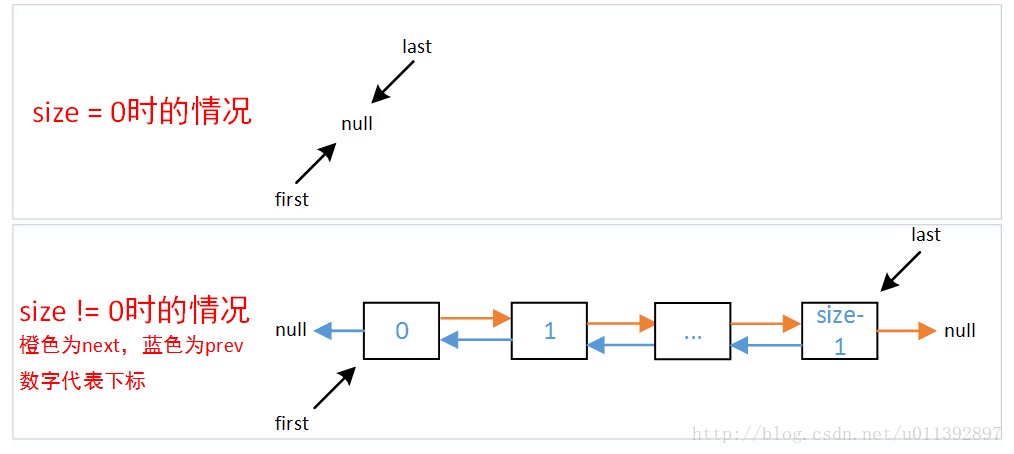 last
size = 0时的情况
null
first
last
size != 0时的情况
橙色为next，蓝色为prev
数字代表下标
null
0
1
...
size-
1
null
first
http://blog.csdn.net/u011392897